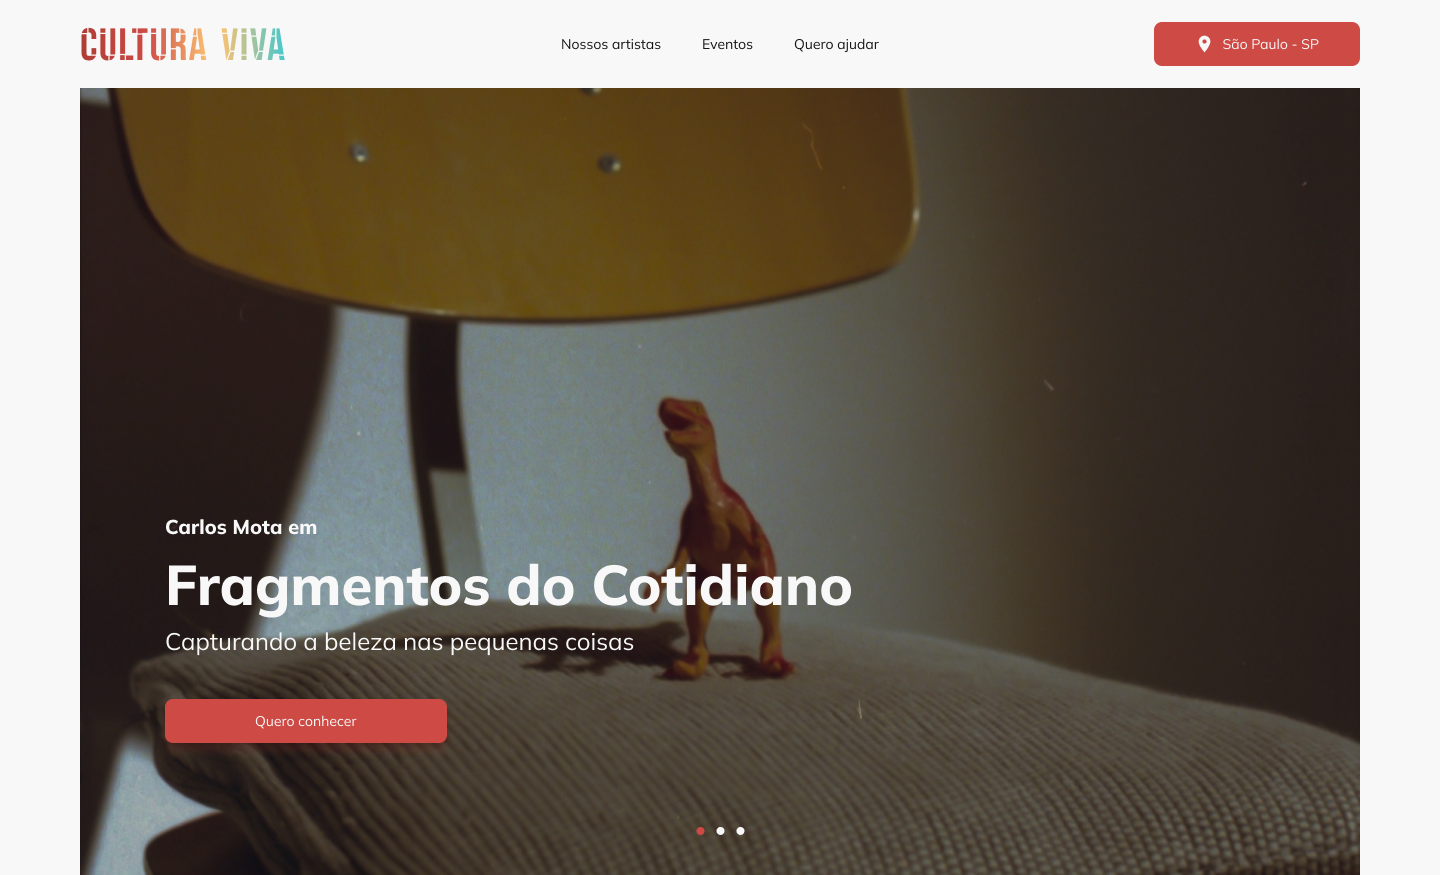 CULTURA VIVA
Nossos artistas
Eventos
Quero ajudar
São Paulo - SP
Carlos Mota em
Fragmentos do Cotidiano
Capturando a beleza nas pequenas coisas
Quero conhecer